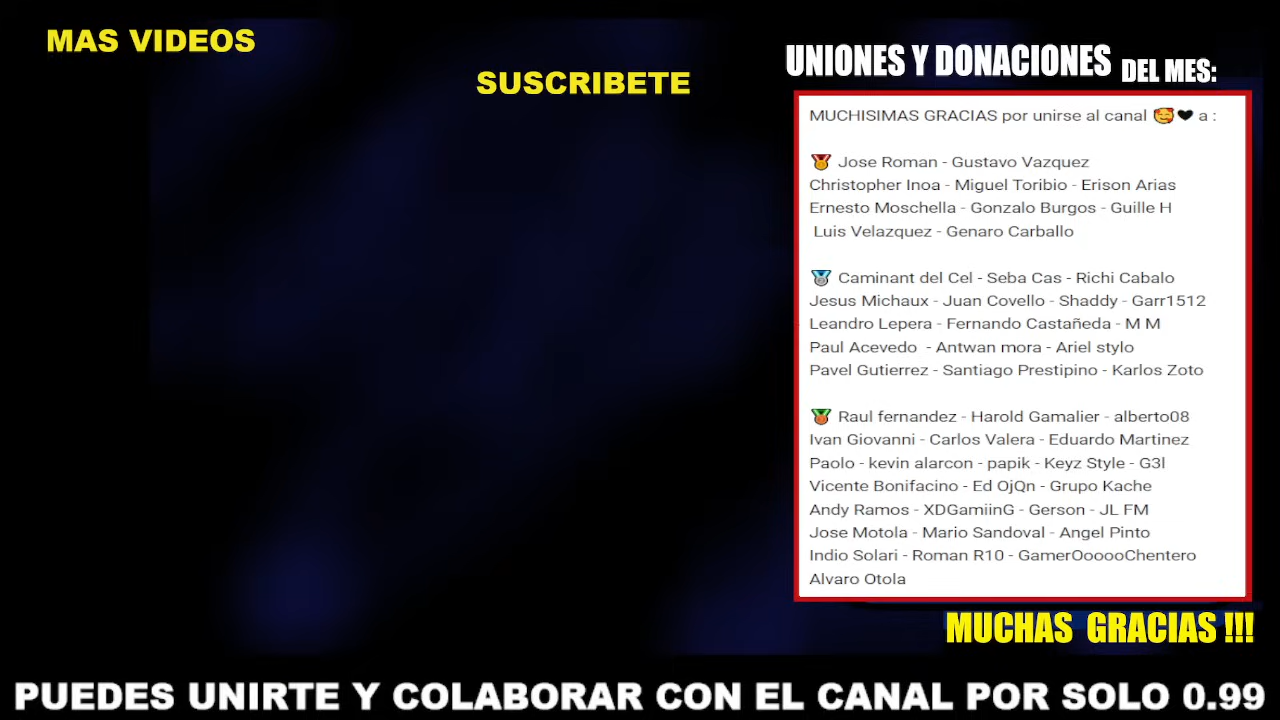 MAS VIDEOS
SUSCRIBETE
UNIONES Y DONACIONES DEL MES:
MUCHISIMAS GRACIAS por unirse al canal 🥰🖤 a :
🥇 Jose Roman - Gustavo Vazquez
Christopher Inoa - Miguel Toribio - Erison Arias
Ernesto Moschella - Gonzalo Burgos - Guille H
Luis Velazquez - Genaro Carballo
🥈 Caminant del Cel - Seba Cas - Richi Cabalo
Jesus Michaux - Juan Covello - Shaddy - Garr1512
Leandro Lepera - Fernando Castañeda - M M
Paul Acevedo - Antwan mora - Ariel stylo
Pavel Gutierrez - Santiago Prestipino - Karlos Zoto
🥉 Raul fernandez - Harold Gamalier - alberto08
Ivan Giovanni - Carlos Valera - Eduardo Martinez
Paolo - kevin alarcon - papik - Keyz Style - G3l
Vicente Bonifacino - Ed OjQn - Grupo Kache
Andy Ramos - XDGamiinG - Gerson - JL FM
Jose Motola - Mario Sandoval - Angel Pinto
Indio Solari - Roman R10 - GamerOooooChentero
Alvaro Otola
MUCHAS GRACIAS !!!
PUEDES UNIRTE Y COLABORAR CON EL CANAL POR SOLO 0.99